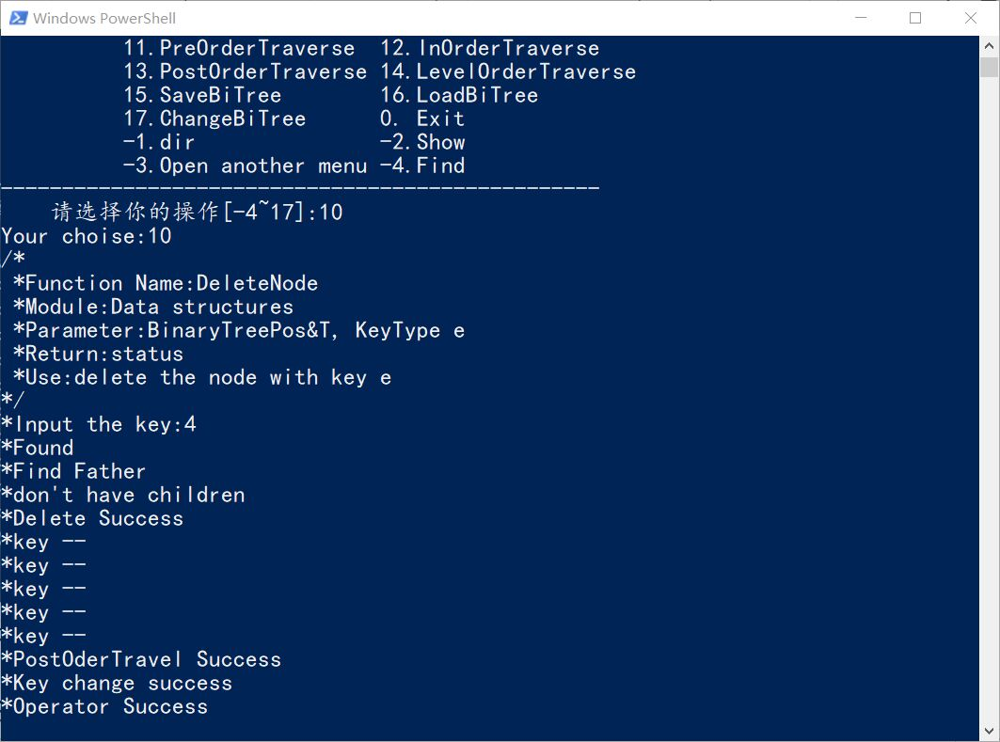 Windows PowerShell
11.PreOrderTraverse 12.InOrderTraverse
13.PostOrderTraverse 14.LevelOrderTraverse
15.SaveBiTree 16.LoadBiTree
17.ChangeBiTree 0. Exit
-1.dir -2.Show
-3.Open another menu -4.Find
-------------------------------------------------
请选择你的操作[-4~17]:10
Your choise:10
/*
*Function Name:DeleteNode
*Module:Data structures
*Parameter:BinaryTreePos&T, KeyType e
*Return:status
*Use:delete the node with key e
*/
*Input the key:4
*Found
*Find Father
*don't have children
*Delete Success
*key --
*key --
*key --
*key --
*key --
*PostOderTravel Success
*Key change success
*Operator Success